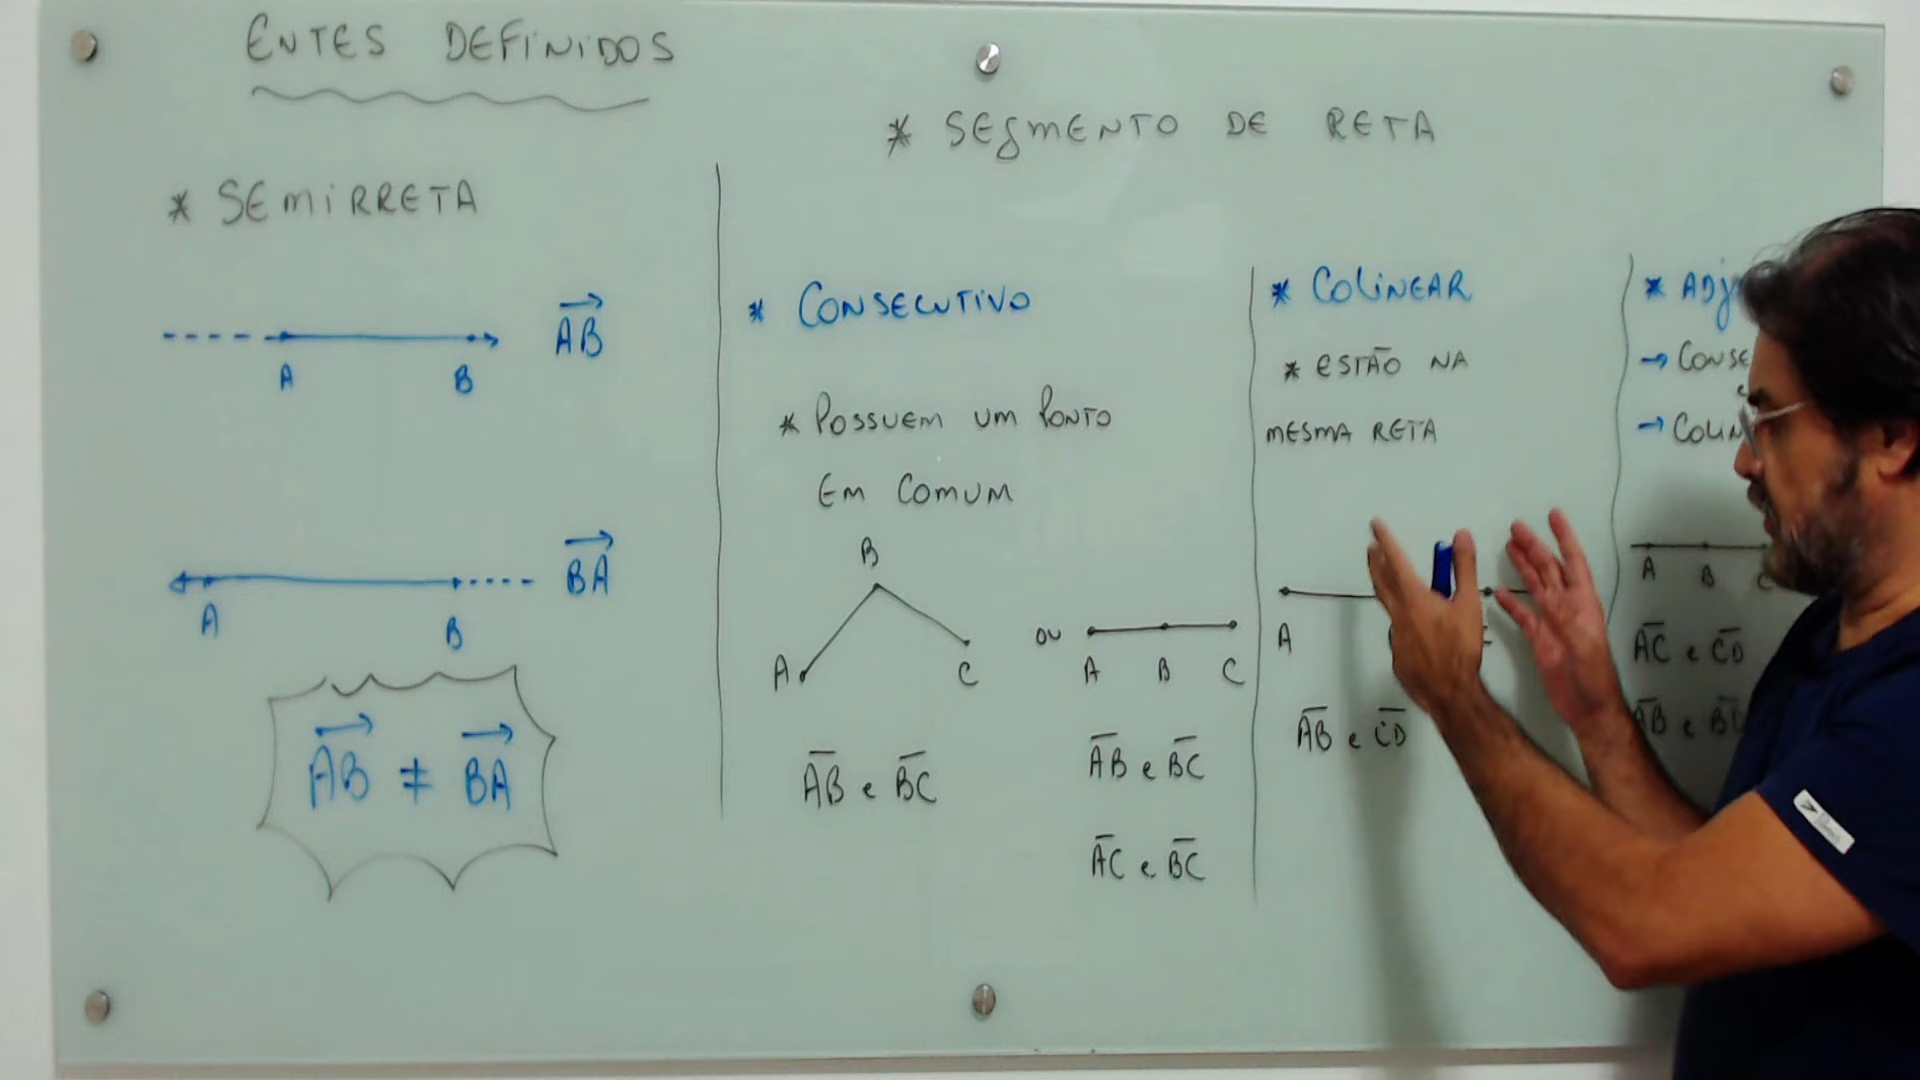 ENTES DEFINIDOS
* SEMIRRETA
A B AB
A B BA
AB ≠ BA
* SEGMENTO DE RETA
* CONSECUTIVO
* POSSUEM UM PONTO
EM COMUM
B
A C
OU
A B C
AB e BC
AB e BC
AC e BC
* COLINEAR
* ESTÃO NA
MESMA RETA
A
AB e CD
* ADJ
→ CONSE
→ COLIN
A B C
AC e CD
AB e BD